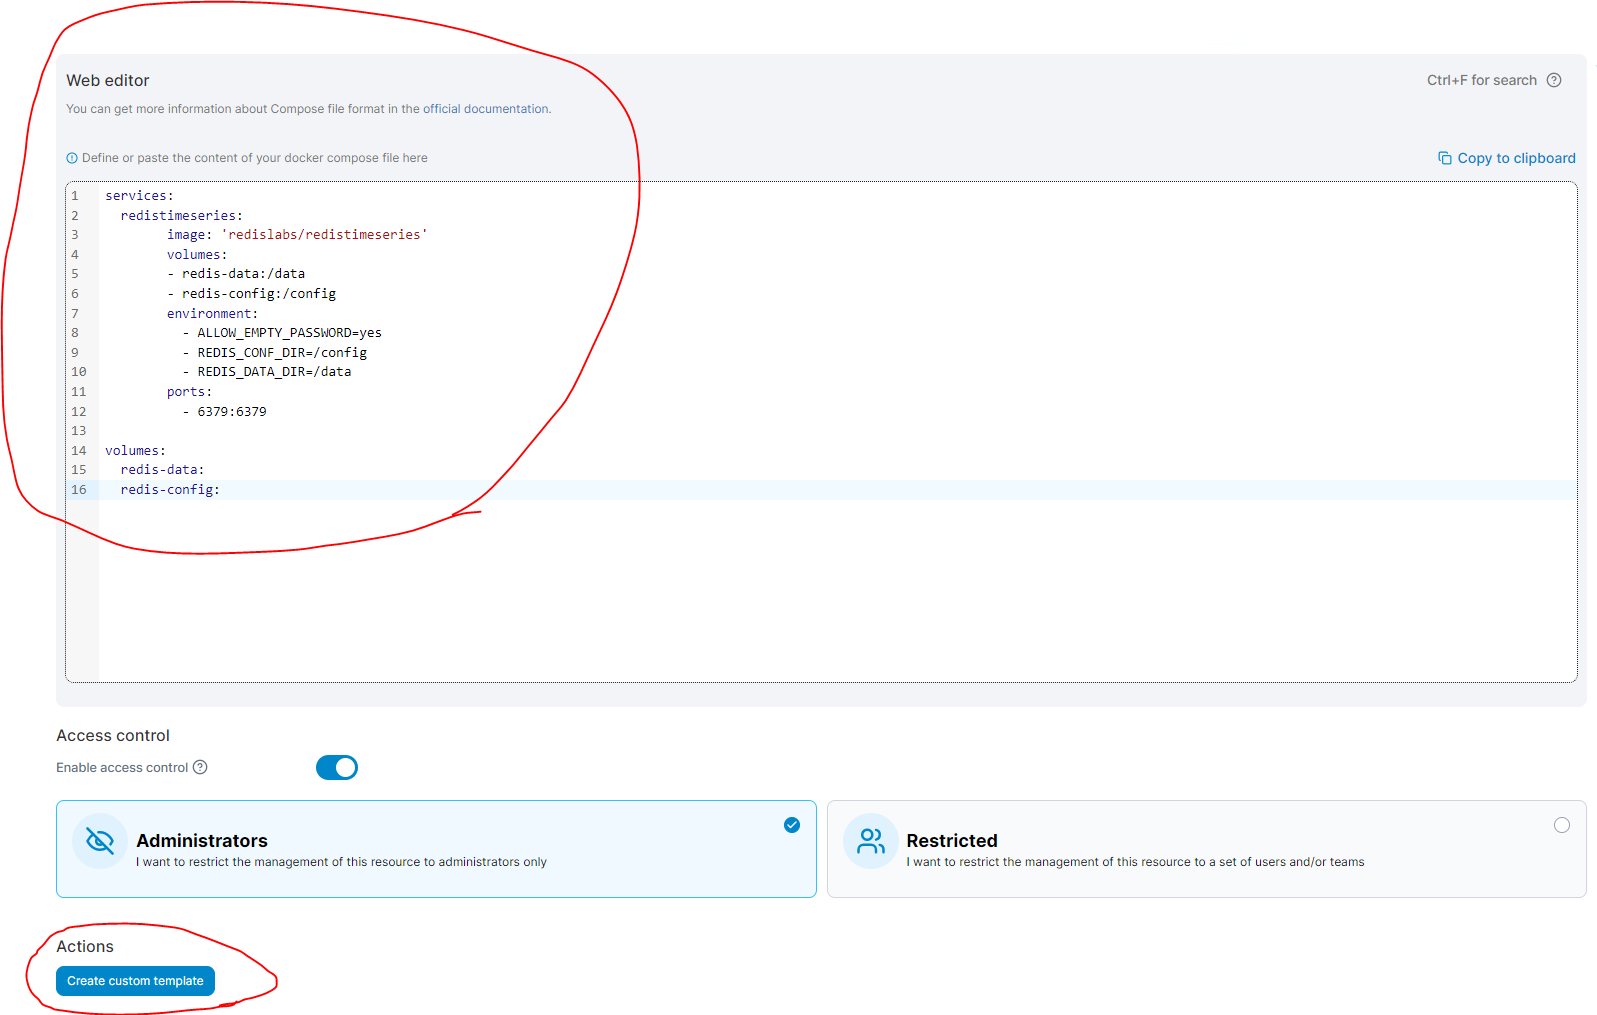 Web editor
Ctrl+F for search
You can get more information about Compose file format in the official documentation.
Define or paste the content of your docker compose file here
Copy to clipboard
1 services:
2   redistimeseries:
3         image: 'redislabs/redistimeseries'
4         volumes:
5         - redis-data:/data
6         - redis-config:/config
7         environment:
8           - ALLOW_EMPTY_PASSWORD=yes
9           - REDIS_CONF_DIR=/config
10           - REDIS_DATA_DIR=/data
11         ports:
12           - 6379:6379
13
14 volumes:
15   redis-data:
16   redis-config:
Access control
Enable access control
Administrators
I want to restrict the management of this resource to administrators only
Restricted
I want to restrict the management of this resource to a set of users and/or teams
Actions
Create custom template